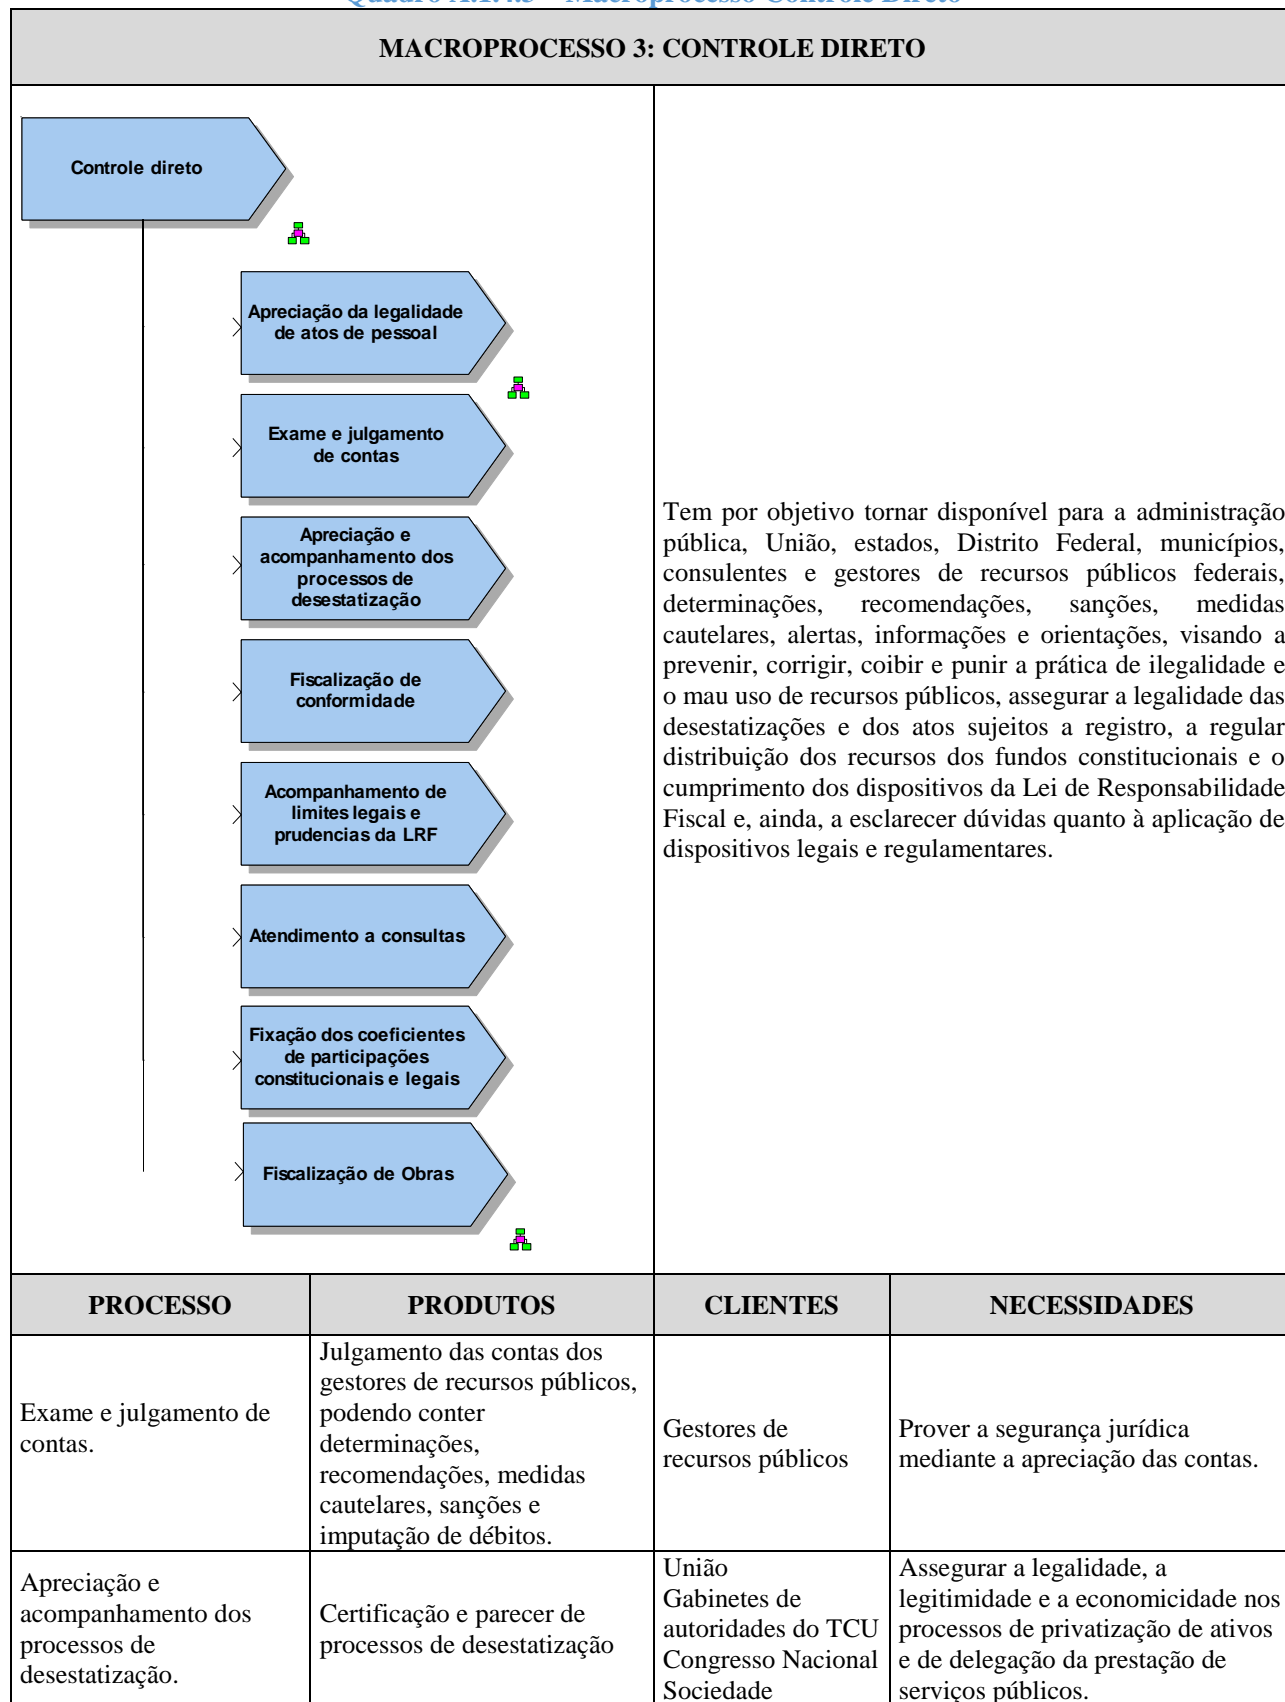 Quadro A.1.4.3 – Macroprocesso Controle Direto
MACROPROCESSO 3: CONTROLE DIRETO
Controle direto
Apreciação da legalidade
de atos de pessoal
Exame e julgamento
de contas
Apreciação e
acompanhamento dos
processos de
desestatização
Fiscalização de
conformidade
Acompanhamento de
limites legais e
prudencias da LRF
Atendimento a consultas
Fixação dos coeficientes
de participações
constitucionais e legais
Fiscalização de Obras
Tem por objetivo tornar disponível para a administração
pública, União, estados, Distrito Federal, municípios,
consulentes e gestores de recursos públicos federais,
determinações, recomendações, sanções, medidas
cautelares, alertas, informações e orientações, visando a
prevenir, corrigir, coibir e punir a prática de ilegalidade e
o mau uso de recursos públicos, assegurar a legalidade das
desestatizações e dos atos sujeitos a registro, a regular
distribuição dos recursos dos fundos constitucionais e o
cumprimento dos dispositivos da Lei de Responsabilidade
Fiscal e, ainda, a esclarecer dúvidas quanto à aplicação de
dispositivos legais e regulamentares.
PROCESSO
PRODUTOS
CLIENTES
NECESSIDADES
Exame e julgamento de
contas.
Julgamento das contas dos
gestores de recursos públicos,
podendo conter
determinações,
recomendações, medidas
cautelares, sanções e
imputação de débitos.
Gestores de
recursos públicos
Prover a segurança jurídica
mediante a apreciação das contas.
Apreciação e
acompanhamento dos
processos de
desestatização.
Certificação e parecer de
processos de desestatização
União
Gabinetes de
autoridades do TCU
Congresso Nacional
Sociedade
Assegurar a legalidade, a
legitimidade e a economicidade nos
processos de privatização de ativos
e de delegação da prestação de
serviços públicos.